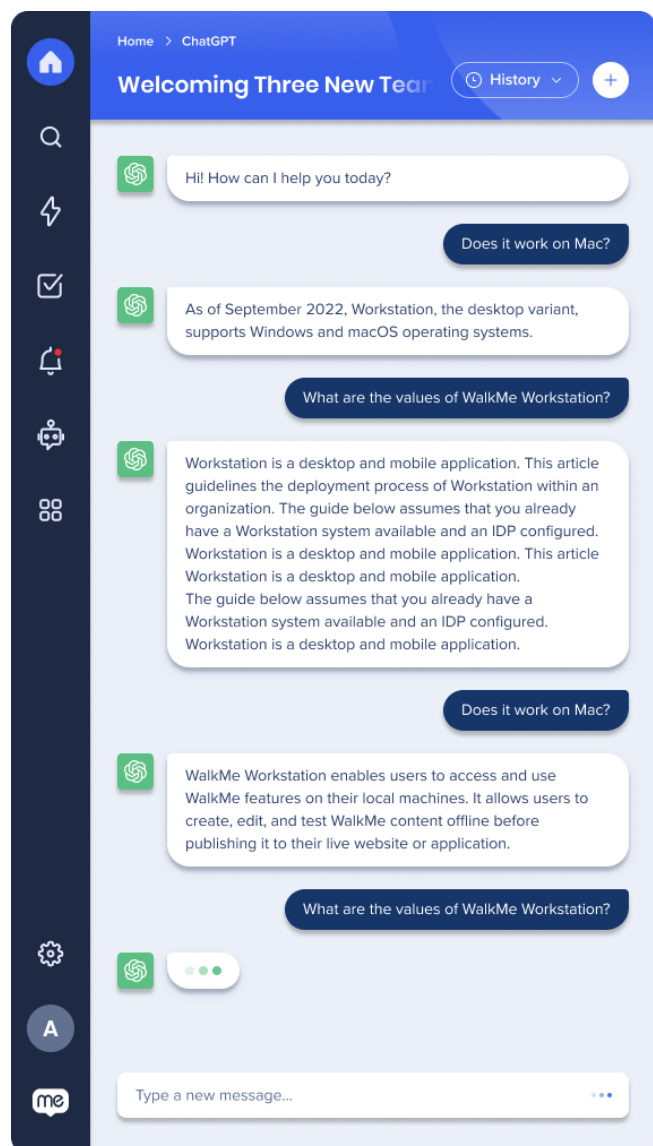 Home > ChatGPT
Welcoming Three New Team
History
Hi! How can I help you today?
Does it work on Mac?
As of September 2022, Workstation, the desktop variant,
supports Windows and macOS operating systems.
What are the values of WalkMe Workstation?
Workstation is a desktop and mobile application. This article
guidelines the deployment process of Workstation within an
organization. The guide below assumes that you already
have a Workstation system available and an IDP configured.
Workstation is a desktop and mobile application. This article
Workstation is a desktop and mobile application.
The guide below assumes that you already have a
Workstation system available and an IDP configured.
Workstation is a desktop and mobile application.
Does it work on Mac?
WalkMe Workstation enables users to access and use
WalkMe features on their local machines. It allows users to
create, edit, and test WalkMe content offline before
publishing it to their live website or application.
What are the values of WalkMe Workstation?
A
me
Type a new message...